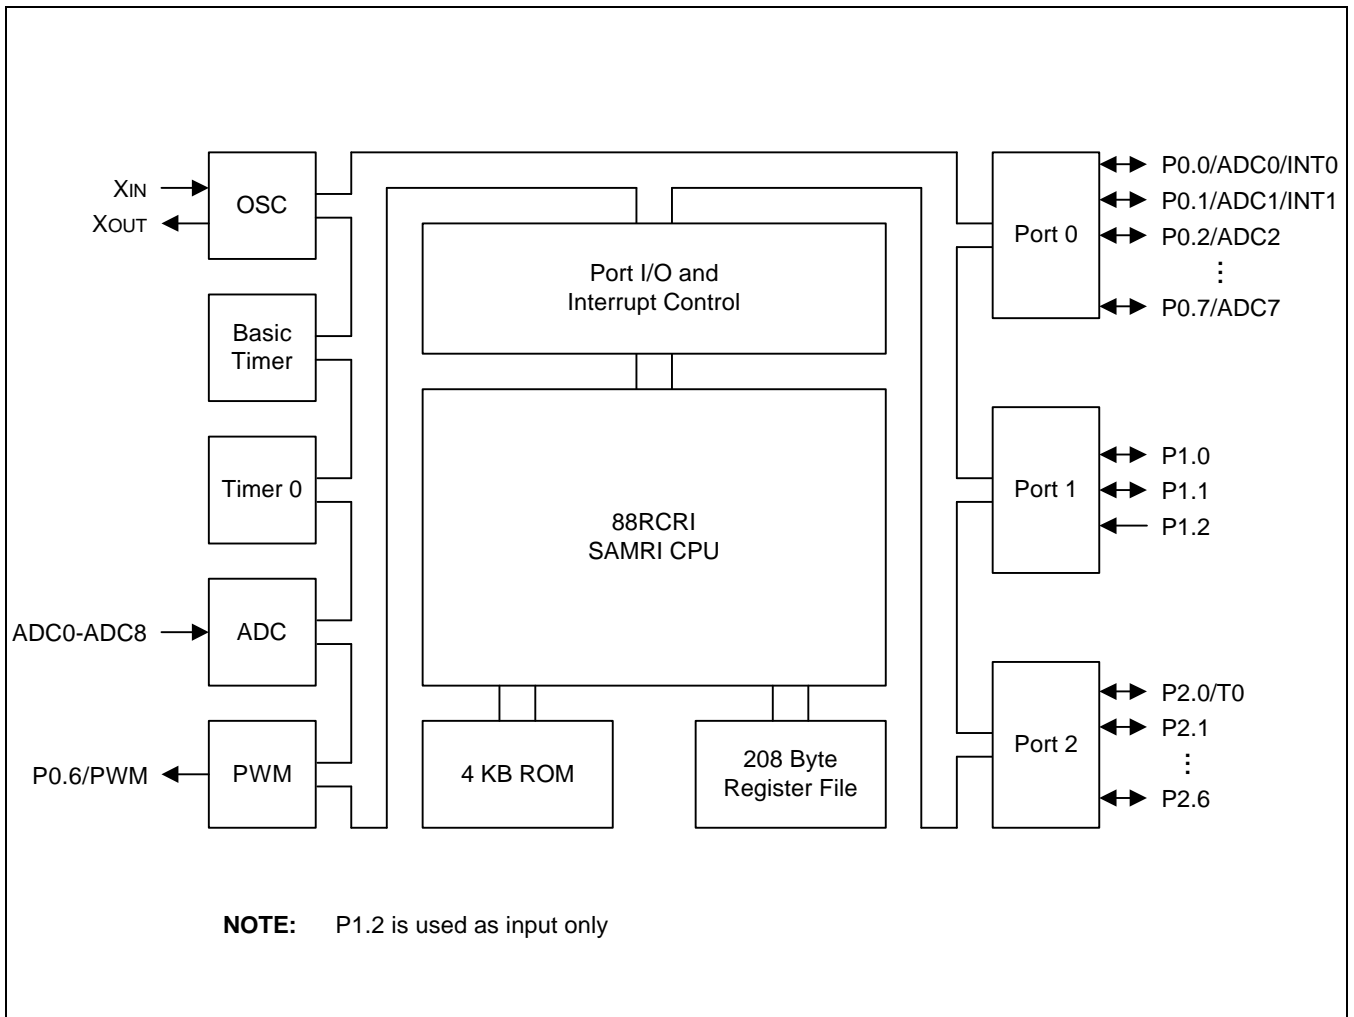 XIN
XOUT
OSC
Basic
Timer
Timer 0
ADC0-ADC8
ADC
P0.6/PWM
PWM
Port I/O and
Interrupt Control
88RCRI
SAMRI CPU
4 KB ROM
208 Byte
Register File
Port 0
P0.0/ADC0/INT0
P0.1/ADC1/INT1
P0.2/ADC2
P0.7/ADC7
Port 1
P1.0
P1.1
P1.2
Port 2
P2.0/T0
P2.1
P2.6
NOTE: P1.2 is used as input only